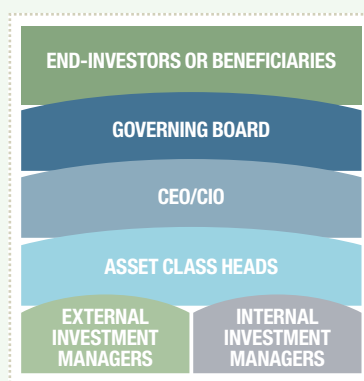 END-INVESTORS OR BENEFICIARIES
GOVERNING BOARD
CEO/CIO
ASSET CLASS HEADS
EXTERNAL
INVESTMENT
MANAGERS
INTERNAL
INVESTMENT
MANAGERS